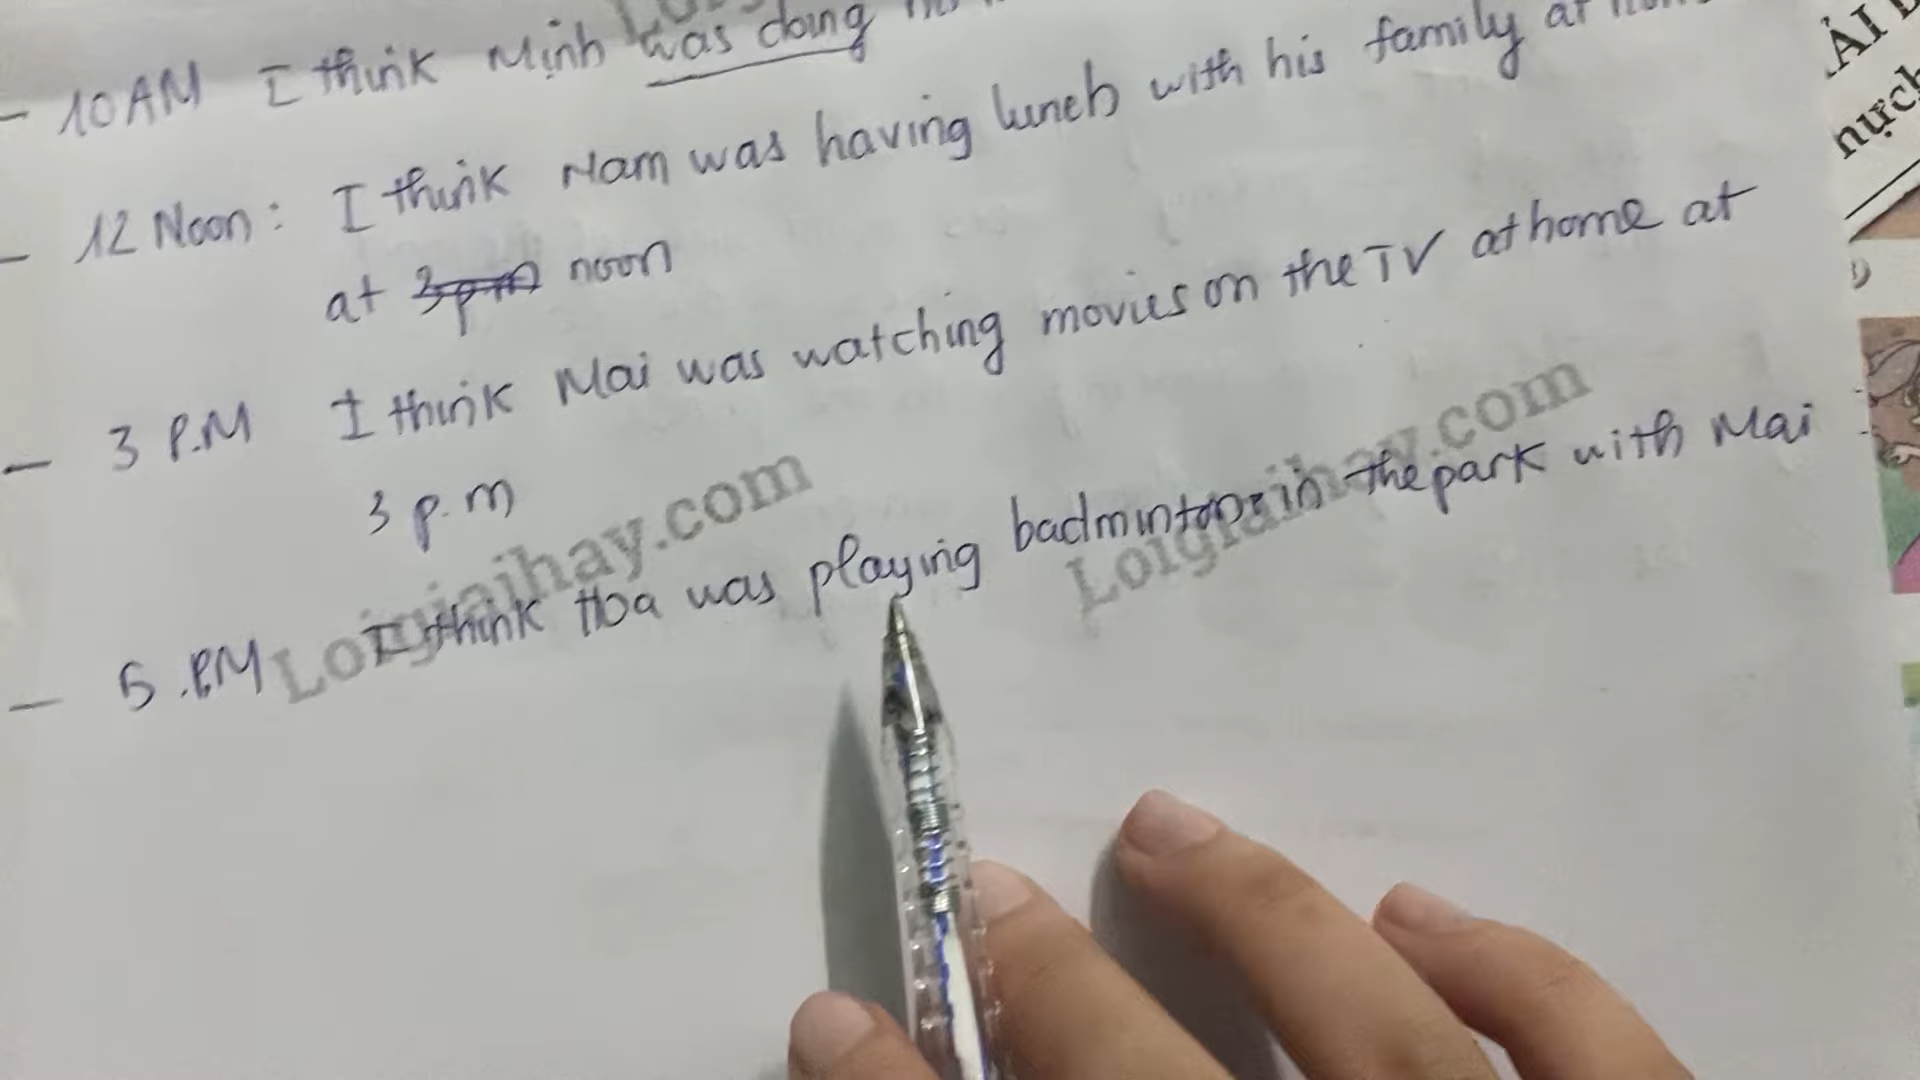 - 10 AM I think Minh was doing
- 12 Noon: I think Nam was having lunch with his family at
at 3pm noon
- 3 P.M I think Mai was watching movies on the TV at home at
3 p.m
- 5 .P.M I think Hoa was playing badminton in the park with Mai
Loigiaihay.com
Loigiaihay.com
ẢI